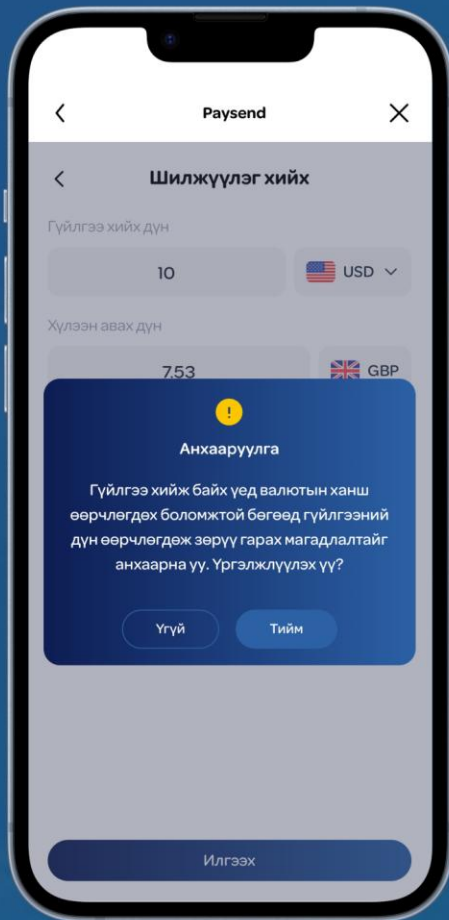 Paysend
Шилжүүлэг хийх
Гүйлгээ хийх дүн
10
USD
Хүлээн авах дүн
7.53
GBP
!
Анхааруулга
Гүйлгээ хийж байх үед валютын ханш
өөрчлөгдөх боломжтой бөгөөд гүйлгээний
дүн өөрчлөгдөж зөрүү гарах магадлалтайг
анхаарна уу. Үргэлжлүүлэх үү?
Үгүй
Тийм
Илгээх